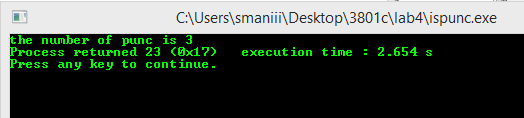 C:\Users\smaniii\Desktop\3801c\lab4\ispunc.exe
the number of punc is 3
Process returned 23 (0x17)   execution time : 2.654 s
Press any key to continue.